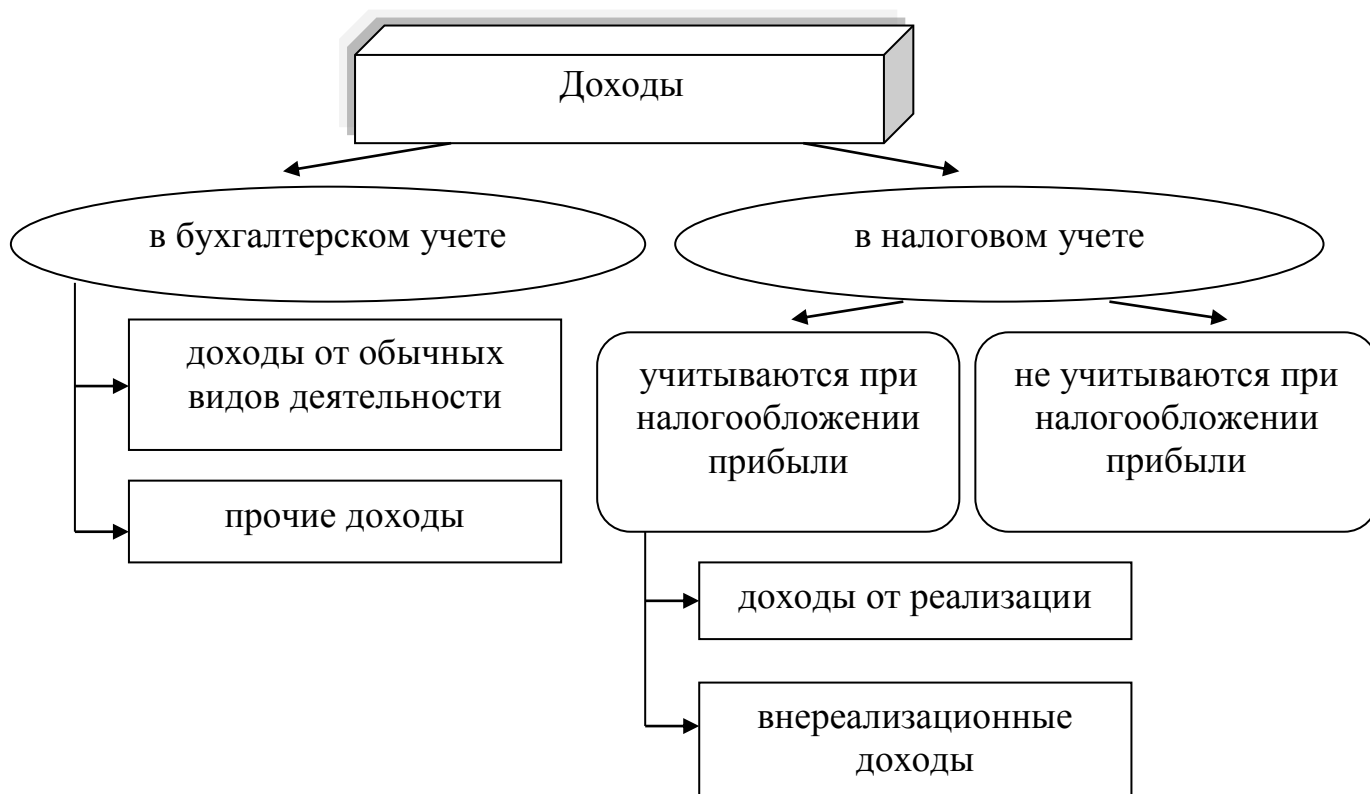 Доходы
в бухгалтерском учете
в налоговом учете
доходы от обычных
видов деятельности
прочие доходы
учитываются при
налогообложении
прибыли
не учитываются при
налогообложении
прибыли
доходы от реализации
внереализационные
доходы